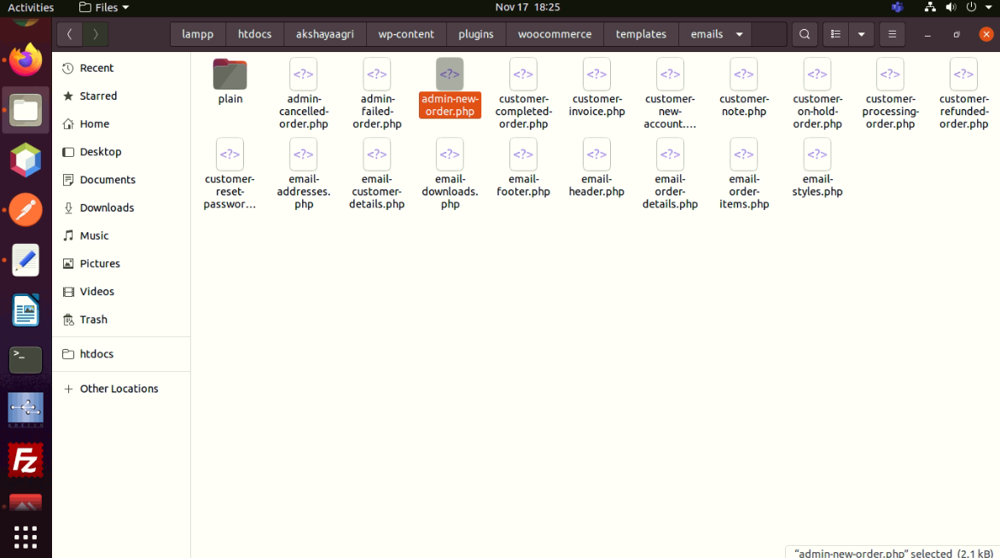 Activities Files Nov 17 18:25
lampp htdocs akshayaagri wp-content plugins woocommerce templates emails
Recent
Starred
Home
Desktop
Documents
Downloads
Music
Pictures
Videos
Trash
htdocs
+ Other Locations
<?> <?> <?> <?> <?> <?> <?> <?> <?> <?>
plain admin- admin- admin-new- customer- customer- customer- customer- customer- customer- customer-
cancelled- failed- order.php completed- invoice.php new- note.php on-hold- processing- refunded-
order.php order.php order.php account.... order.php order.php order.php
<?> <?> <?> <?> <?> <?> <?> <?> <?>
customer- email- email- email- email- email- email- email- email-
reset- addresses. customer- downloads. footer.php header.php order- order- styles.php
passwor... php details.php php details.php items.php
>_
Fz
“admin-new-order.php” selected (2.1 kB)